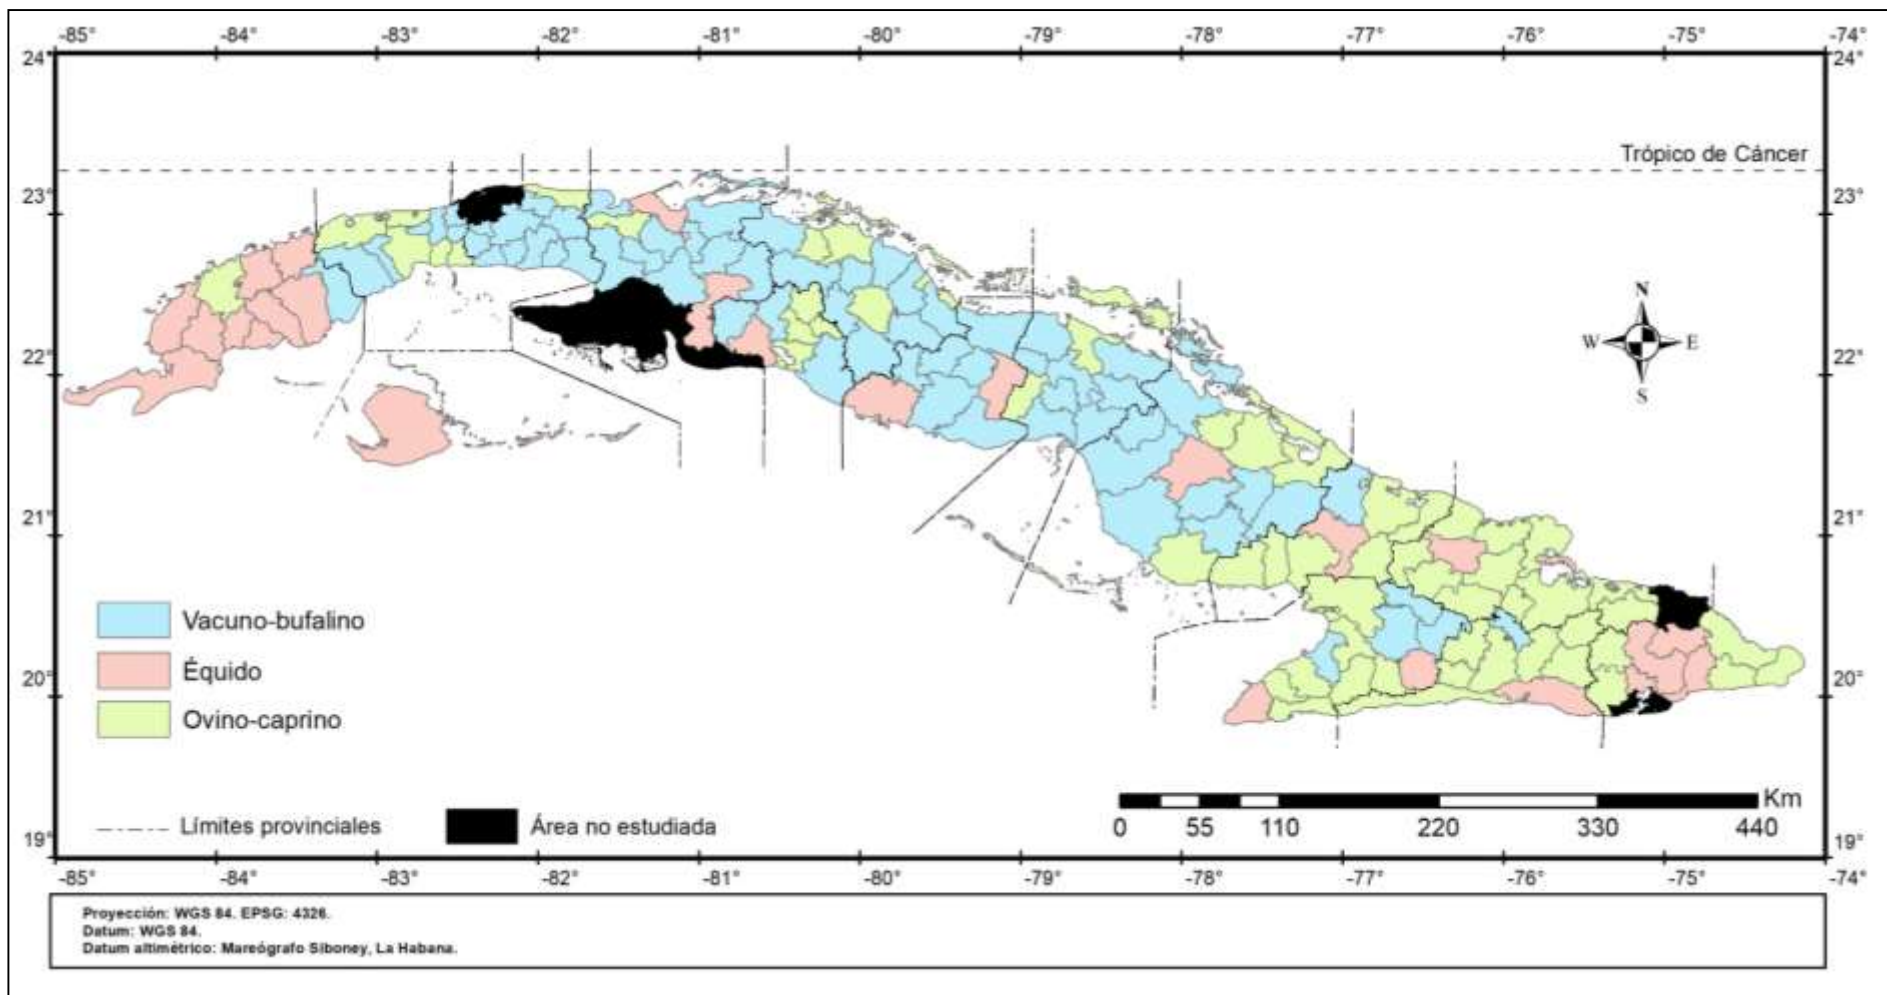 -85° -84° -83° -82° -81° -80° -79° -78° -77° -76° -75° -74°
24° 24°
Trópico de Cáncer
23° 23°
N
W E
S
22° 22°
21° 21°
Vacuno-bufalino
Équido
20° 20°
Ovino-caprino
Km
Límites provinciales
Área no estudiada
0 55 110 220 330 440
19° 19°
-85° -84° -83° -82° -81° -80° -79° -78° -77° -76° -75° -74°
Proyección: WGS 84. EPSG: 4326.
Datum: WGS 84.
Datum altimétrico: Mareógrafo Siboney, La Habana.